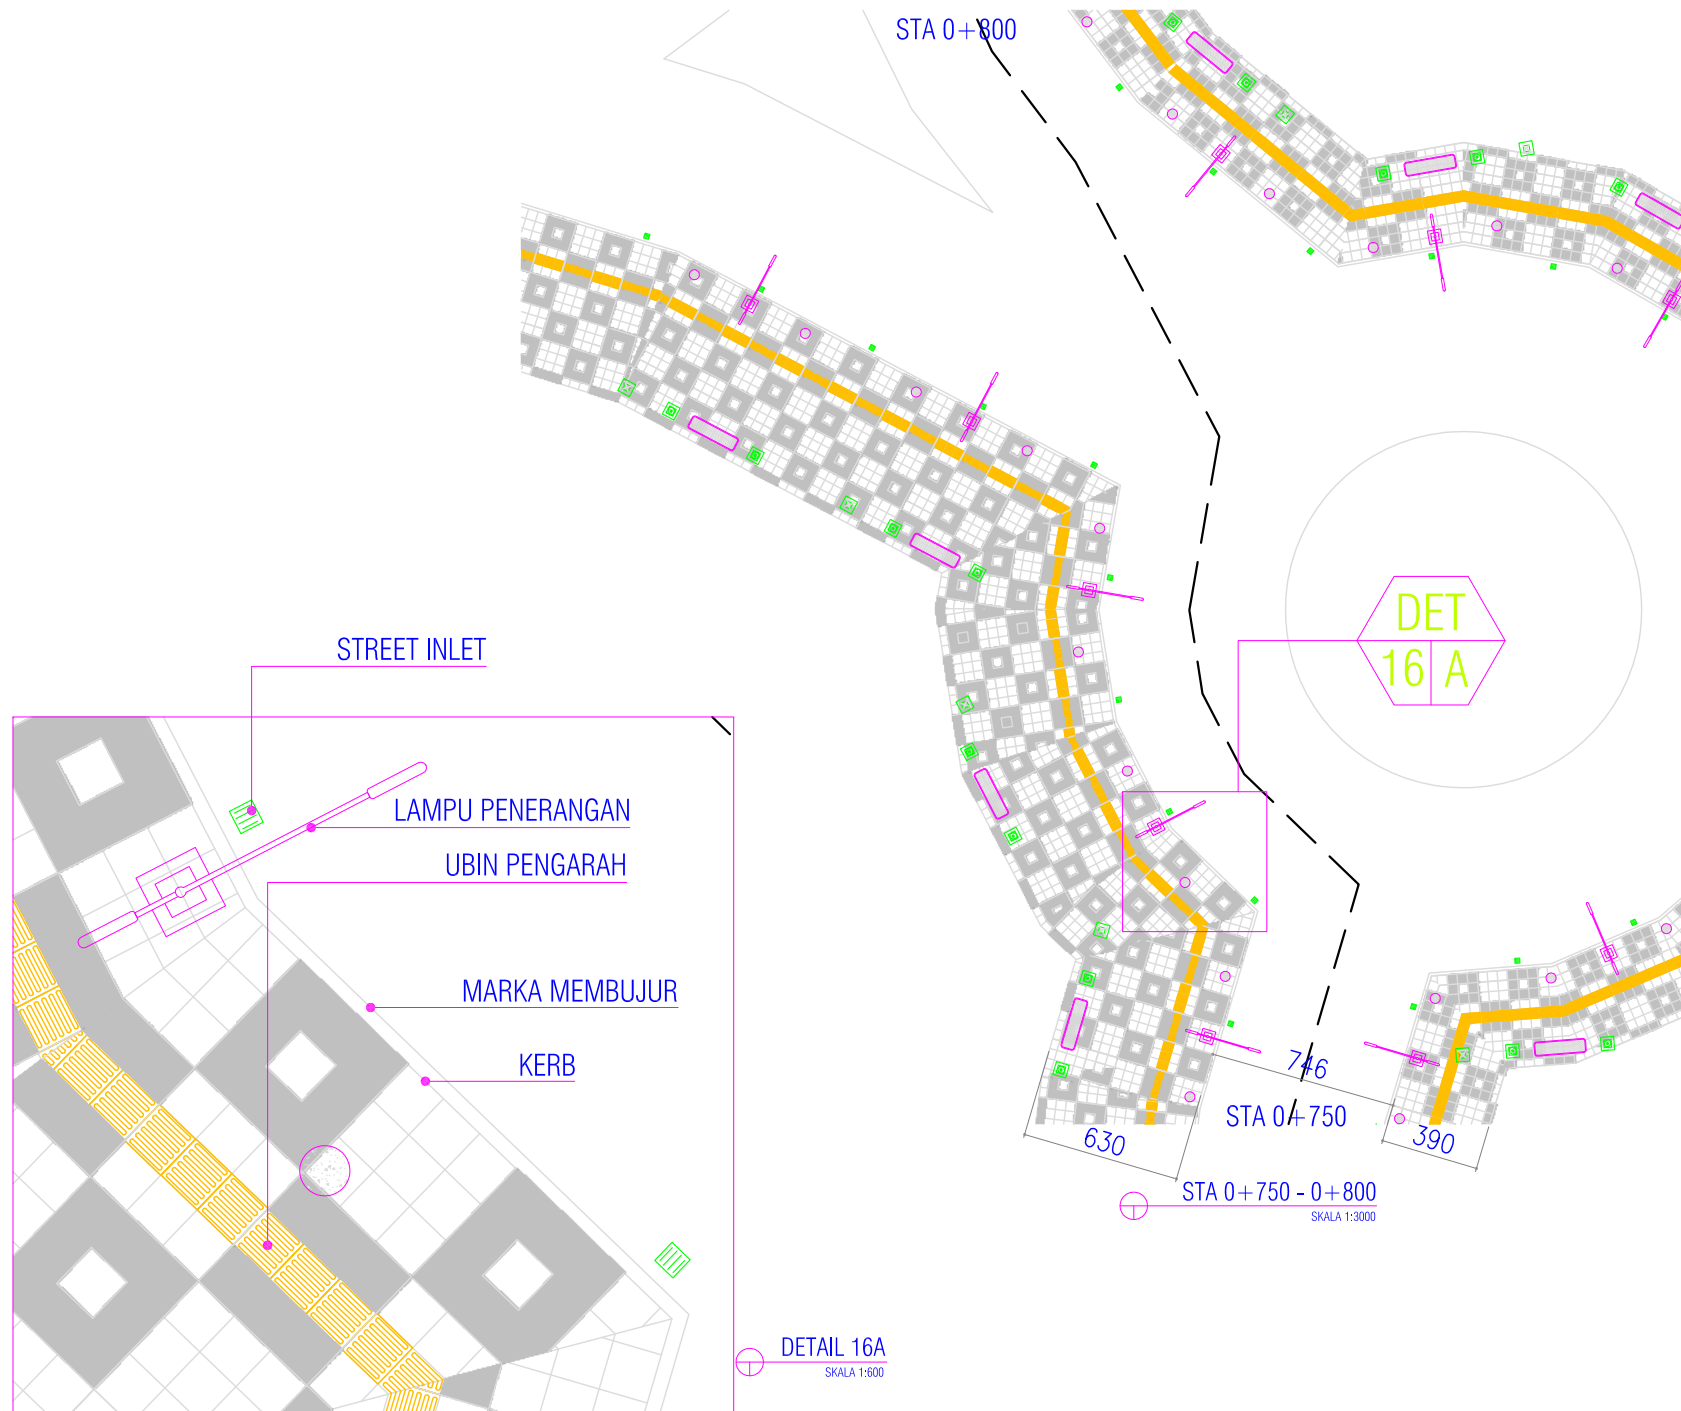 STA 0+800
DET
16 A
STREET INLET
LAMPU PENERANGAN
UBIN PENGARAH
MARKA MEMBUJUR
KERB
746
STA 0+750
630
390
STA 0+750 - 0+800
SKALA 1:3000
DETAIL 16A
SKALA 1:600